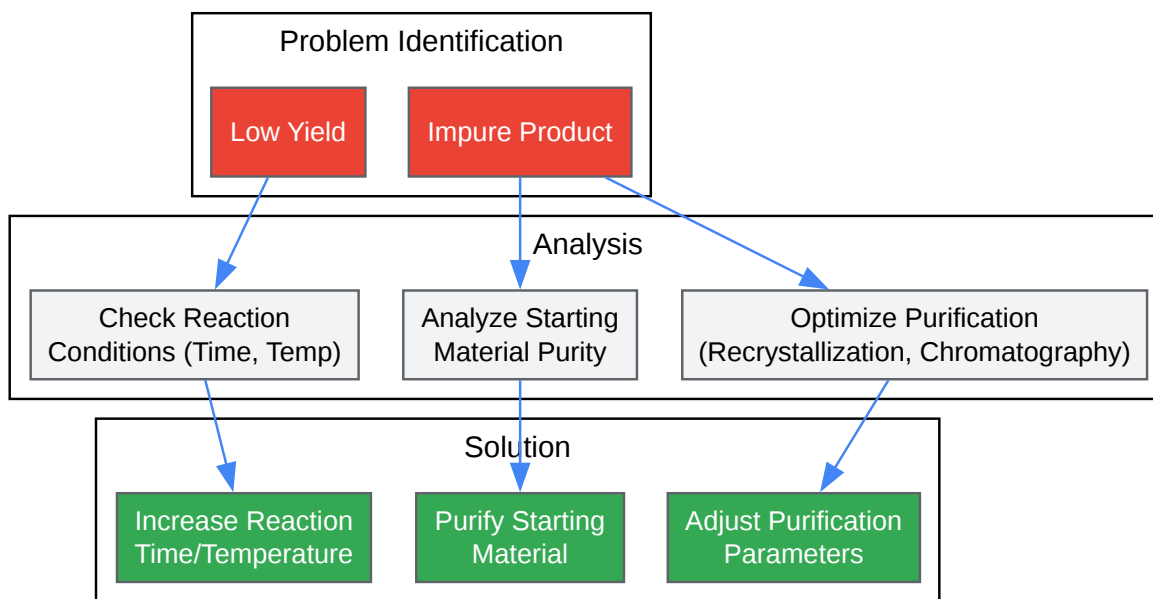 Problem Identification
Low Yield
Impure Product
Analysis
Check Reaction
Conditions (Time, Temp)
Analyze Starting
Material Purity
Optimize Purification
(Recrystallization, Chromatography)
Solution
Increase Reaction
Time/Temperature
Purify Starting
Material
Adjust Purification
Parameters